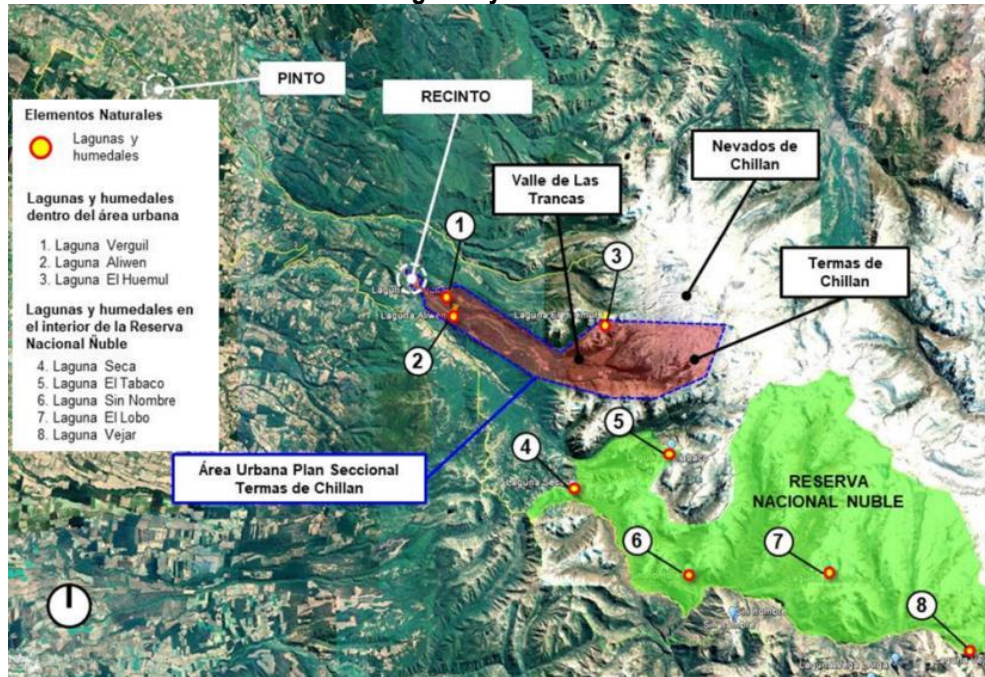 PINTO
RECINTO
Elementos Naturales
Lagunas y
humedales
Lagunas y humedales
dentro del área urbana
1. Laguna Verguil
2. Laguna Aliwen
3. Laguna El Huemul
Lagunas y humedales en
el interior de la Reserva
Nacional Ñuble
4. Laguna Seca
5. Laguna El Tabaco
6. Laguna Sin Nombre
7. Laguna El Lobo
8. Laguna Vejar
Nevados de
Chillan
Valle de Las
Trancas
Termas de
Chillan
1
3
Laguna Aliwen
2
5
4
Laguna Seca
Área Urbana Plan Seccional
Termas de Chillan
RESERVA
NACIONAL NUBLE
6
7
8